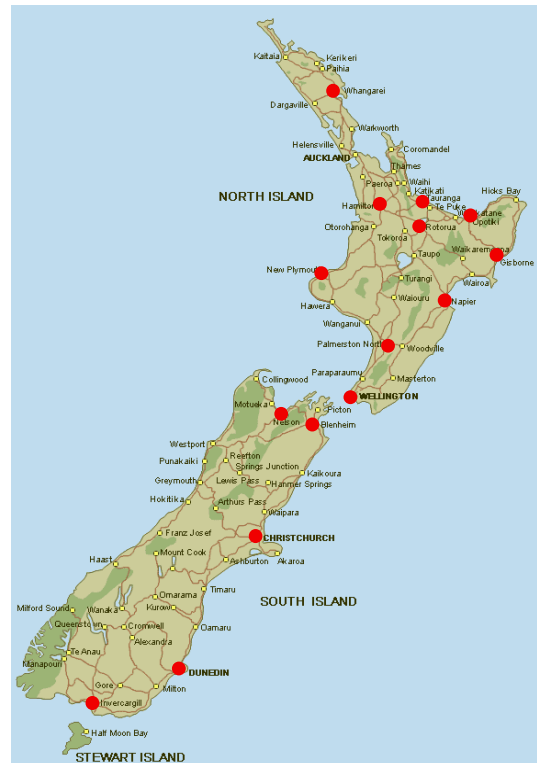 Kaitaia
Kerikeri
Paihia
Whangarei
Dargaville
Warkworth
Helensville
Coromandel
AUCKLAND
Thames
Paeroa
Waihi
Katikati
Hicks Bay
NORTH ISLAND
Hamilton
Tauranga
Te Puke
Opotiki
Otorohanga
Rotorua
Tokoroa
Taupo
Gisborne
New Plymouth
Turangi
Wairoa
Hawera
Waiouru
Napier
Wanganui
Palmerston North
Woodville
Paraparaumu
Masterton
Collingwood
WELLINGTON
Motueka
Picton
Nelson
Blenheim
Westport
Reefton
Punakaiki
Springs Junction
Kaikoura
Greymouth
Lewis Pass
Hanmer Springs
Hokitika
Arthurs Pass
Waipara
Franz Josef
CHRISTCHURCH
Mount Cook
Haast
Ashburton
Akaroa
Timaru
Omarama
SOUTH ISLAND
Milford Sound
Wanaka
Kurow
Queenstown
Cromwell
Oamaru
Alexandra
Te Anau
Manapouri
DUNEDIN
Gore
Milton
Invercargill
Half Moon Bay
STEWART ISLAND